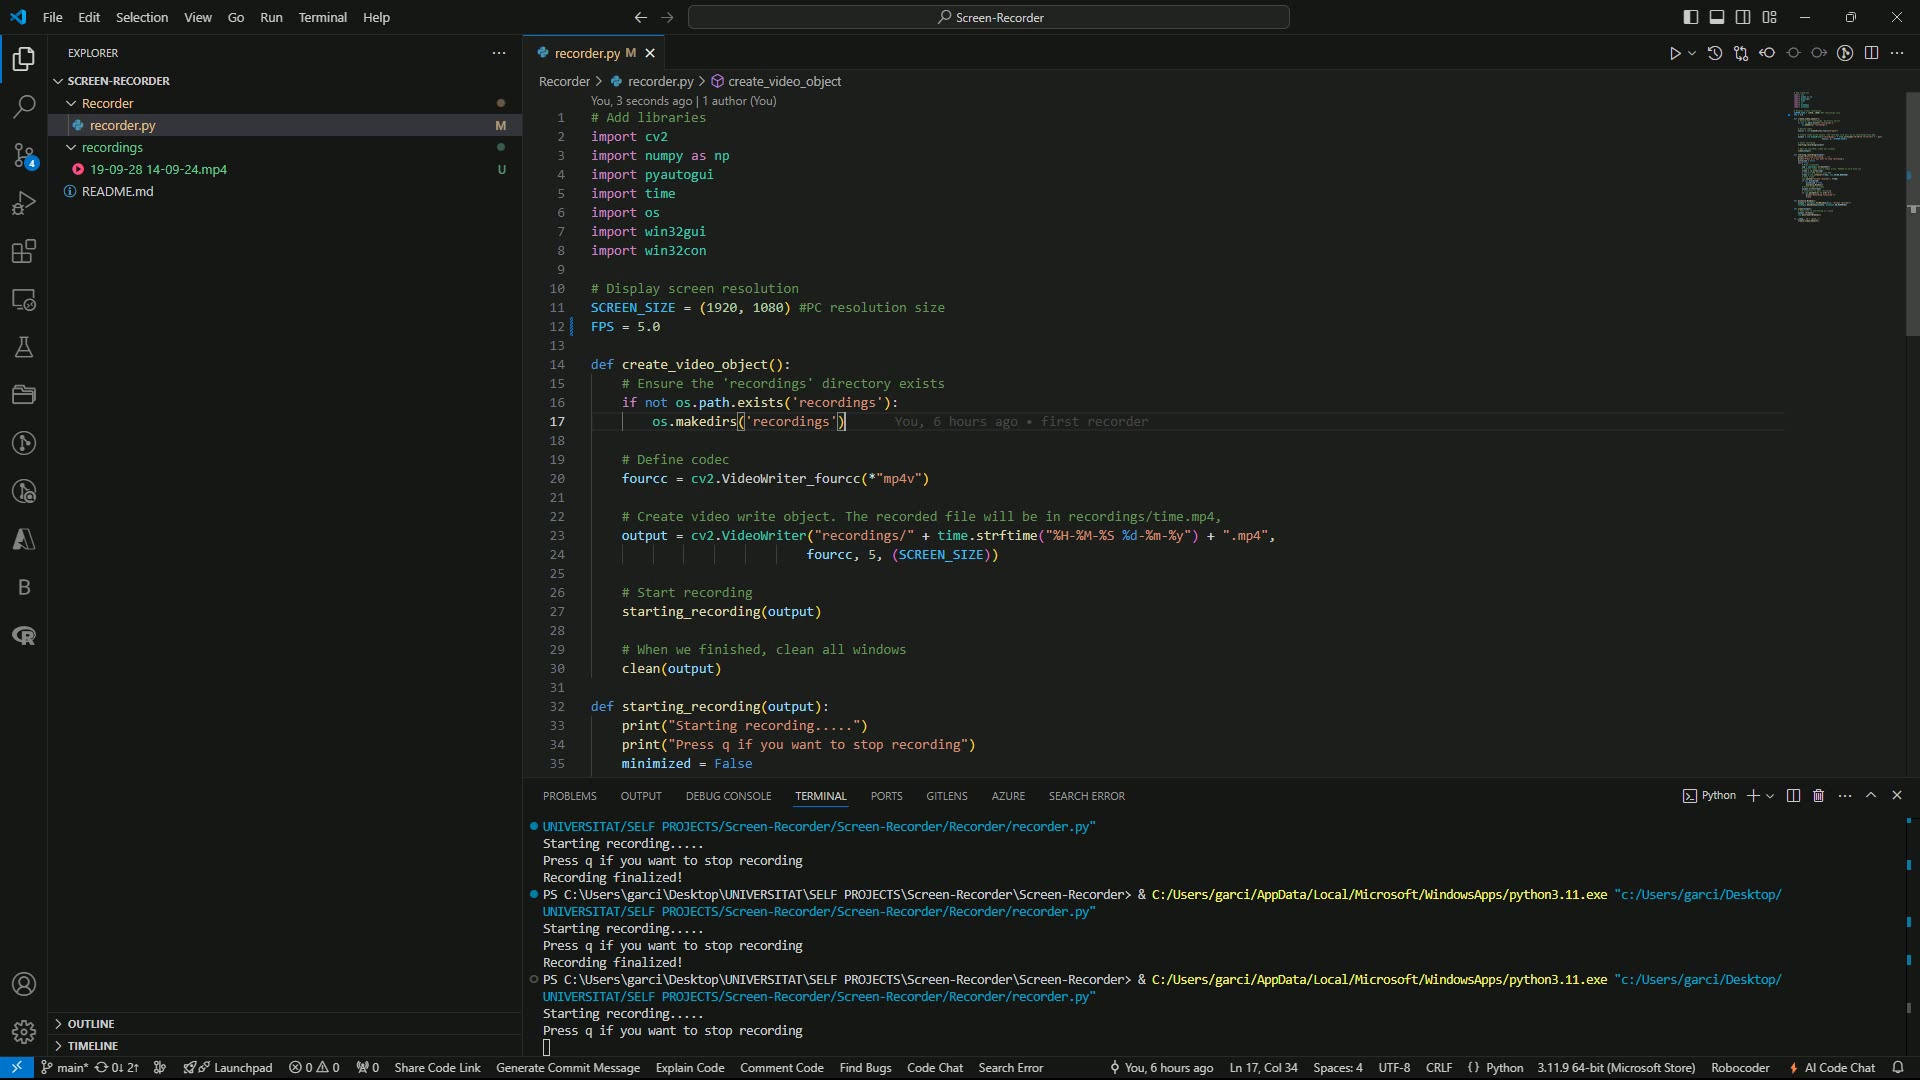 File Edit Selection View Go Run Terminal Help
Screen-Recorder
EXPLORER
SCREEN-RECORDER
Recorder
recorder.py M
recordings
19-09-28 14-09-24.mp4 U
README.md
OUTLINE
TIMELINE
4
B
recorder.py M
Recorder > recorder.py > create_video_object
You, 3 seconds ago | 1 author (You)
1 # Add libraries
2 import cv2
3 import numpy as np
4 import pyautogui
5 import time
6 import os
7 import win32gui
8 import win32con
9
10 # Display screen resolution
11 SCREEN_SIZE = (1920, 1080) #PC resolution size
12 FPS = 5.0
13
14 def create_video_object():
15 # Ensure the 'recordings' directory exists
16 if not os.path.exists('recordings'):
17 os.makedirs('recordings') You, 6 hours ago • first recorder
18
19 # Define codec
20 fourcc = cv2.VideoWriter_fourcc(*"mp4v")
21
22 # Create video write object. The recorded file will be in recordings/time.mp4,
23 output = cv2.VideoWriter("recordings/" + time.strftime("%H-%M-%S %d-%m-%y") + ".mp4",
24 fourcc, 5, (SCREEN_SIZE))
25
26 # Start recording
27 starting_recording(output)
28
29 # When we finished, clean all windows
30 clean(output)
31
32 def starting_recording(output):
33 print("Starting recording.....")
34 print("Press q if you want to stop recording")
35 minimized = False
PROBLEMS OUTPUT DEBUG CONSOLE TERMINAL PORTS GITLENS AZURE SEARCH ERROR
Python
UNIVERSITAT/SELF PROJECTS/Screen-Recorder/Screen-Recorder/Recorder/recorder.py"
Starting recording.....
Press q if you want to stop recording
Recording finalized!
PS C:\Users\garci\Desktop\UNIVERSITAT\SELF PROJECTS\Screen-Recorder\Screen-Recorder> & C:/Users/garci/AppData/Local/Microsoft/WindowsApps/python3.11.exe "c:/Users/garci/Desktop/
UNIVERSITAT/SELF PROJECTS/Screen-Recorder/Screen-Recorder/Recorder/recorder.py"
Starting recording.....
Press q if you want to stop recording
Recording finalized!
PS C:\Users\garci\Desktop\UNIVERSITAT\SELF PROJECTS\Screen-Recorder\Screen-Recorder> & C:/Users/garci/AppData/Local/Microsoft/WindowsApps/python3.11.exe "c:/Users/garci/Desktop/
UNIVERSITAT/SELF PROJECTS/Screen-Recorder/Screen-Recorder/Recorder/recorder.py"
Starting recording.....
Press q if you want to stop recording
main* 0↓ 2↑ Launchpad 0 0 0 Share Code Link Generate Commit Message Explain Code Comment Code Find Bugs Code Chat Search Error You, 6 hours ago Ln 17, Col 34 Spaces: 4 UTF-8 CRLF {} Python 3.11.9 64-bit (Microsoft Store) Robocoder AI Code Chat